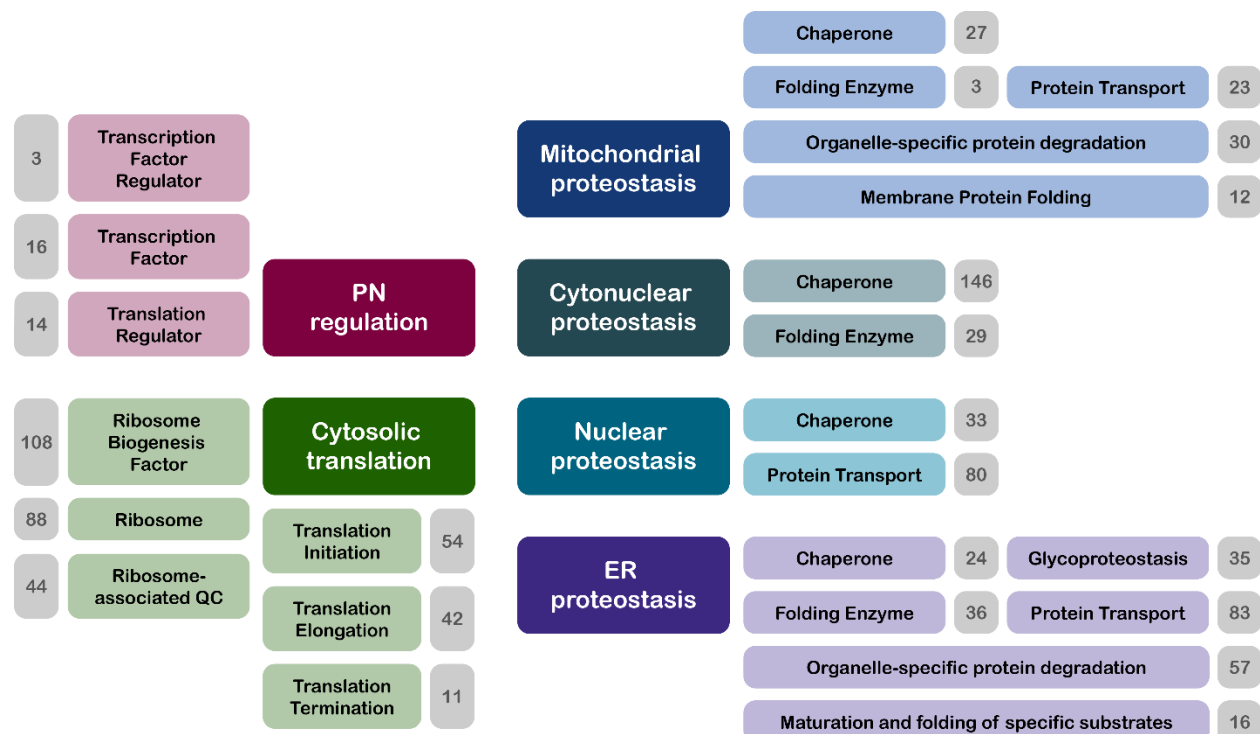 3
Transcription
Factor
Regulator
16
Transcription
Factor
14
Translation
Regulator
PN
regulation
108
Ribosome
Biogenesis
Factor
88
Ribosome
44
Ribosome-
associated QC
Cytosolic
translation
Translation
Initiation
54
Translation
Elongation
42
Translation
Termination
11
Mitochondrial
proteostasis
Chaperone
27
Folding Enzyme
3
Protein Transport
23
Organelle-specific protein degradation
30
Membrane Protein Folding
12
Cytonuclear
proteostasis
Chaperone
146
Folding Enzyme
29
Nuclear
proteostasis
Chaperone
33
Protein Transport
80
ER
proteostasis
Chaperone
24
Glycoproteostasis
35
Folding Enzyme
36
Protein Transport
83
Organelle-specific protein degradation
57
Maturation and folding of specific substrates
16